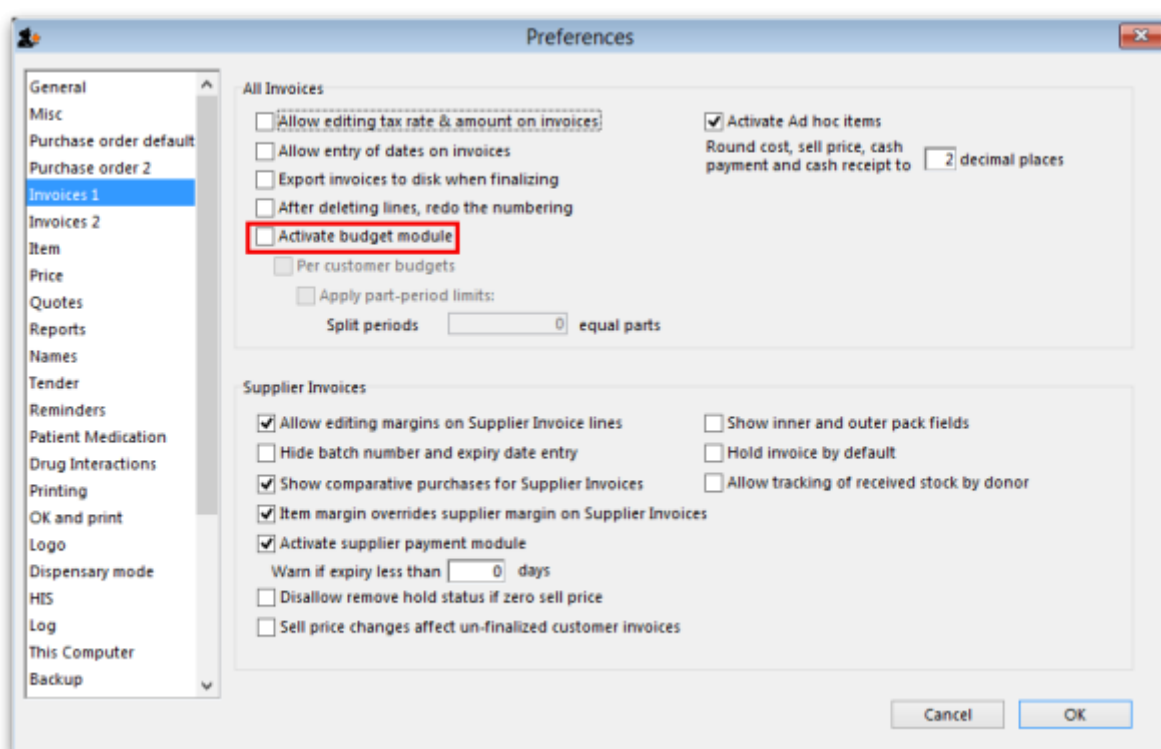 Preferences
General
Misc
Purchase order default
Purchase order 2
Invoices 1
Invoices 2
Item
Price
Quotes
Reports
Names
Tender
Reminders
Patient Medication
Drug Interactions
Printing
OK and print
Logo
Dispensary mode
HIS
Log
This Computer
Backup
All Invoices
Allow editing tax rate & amount on invoices
Allow entry of dates on invoices
Export invoices to disk when finalizing
After deleting lines, redo the numbering
Activate budget module
Per customer budgets
Apply part-period limits:
Split periods 0 equal parts
Activate Ad hoc items
Round cost, sell price, cash
payment and cash receipt to 2 decimal places
Supplier Invoices
Allow editing margins on Supplier Invoice lines
Hide batch number and expiry date entry
Show comparative purchases for Supplier Invoices
Item margin overrides supplier margin on Supplier Invoices
Activate supplier payment module
Warn if expiry less than 0 days
Disallow remove hold status if zero sell price
Sell price changes affect un-finalized customer invoices
Show inner and outer pack fields
Hold invoice by default
Allow tracking of received stock by donor
Cancel
OK